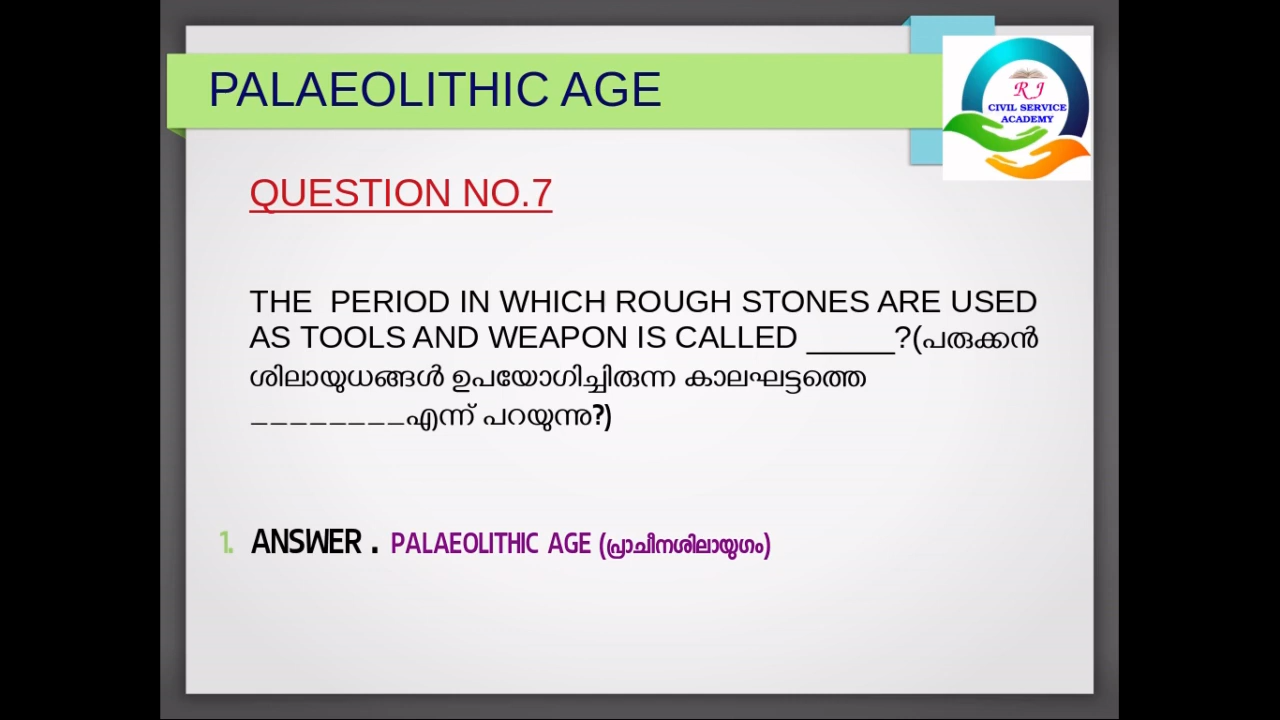 PALAEOLITHIC AGE
RJ
CIVIL SERVICE
ACADEMY
QUESTION NO.7
THE  PERIOD IN WHICH ROUGH STONES ARE USED
AS TOOLS AND WEAPON IS CALLED _____?(പരുക്കൻ
ശിലായുധങ്ങൾ ഉപയോഗിച്ചിരുന്ന കാലഘട്ടത്തെ
________എന്ന് പറയുന്നു?)
1. ANSWER . PALAEOLITHIC AGE (പ്രാചീനശിലായുഗം)